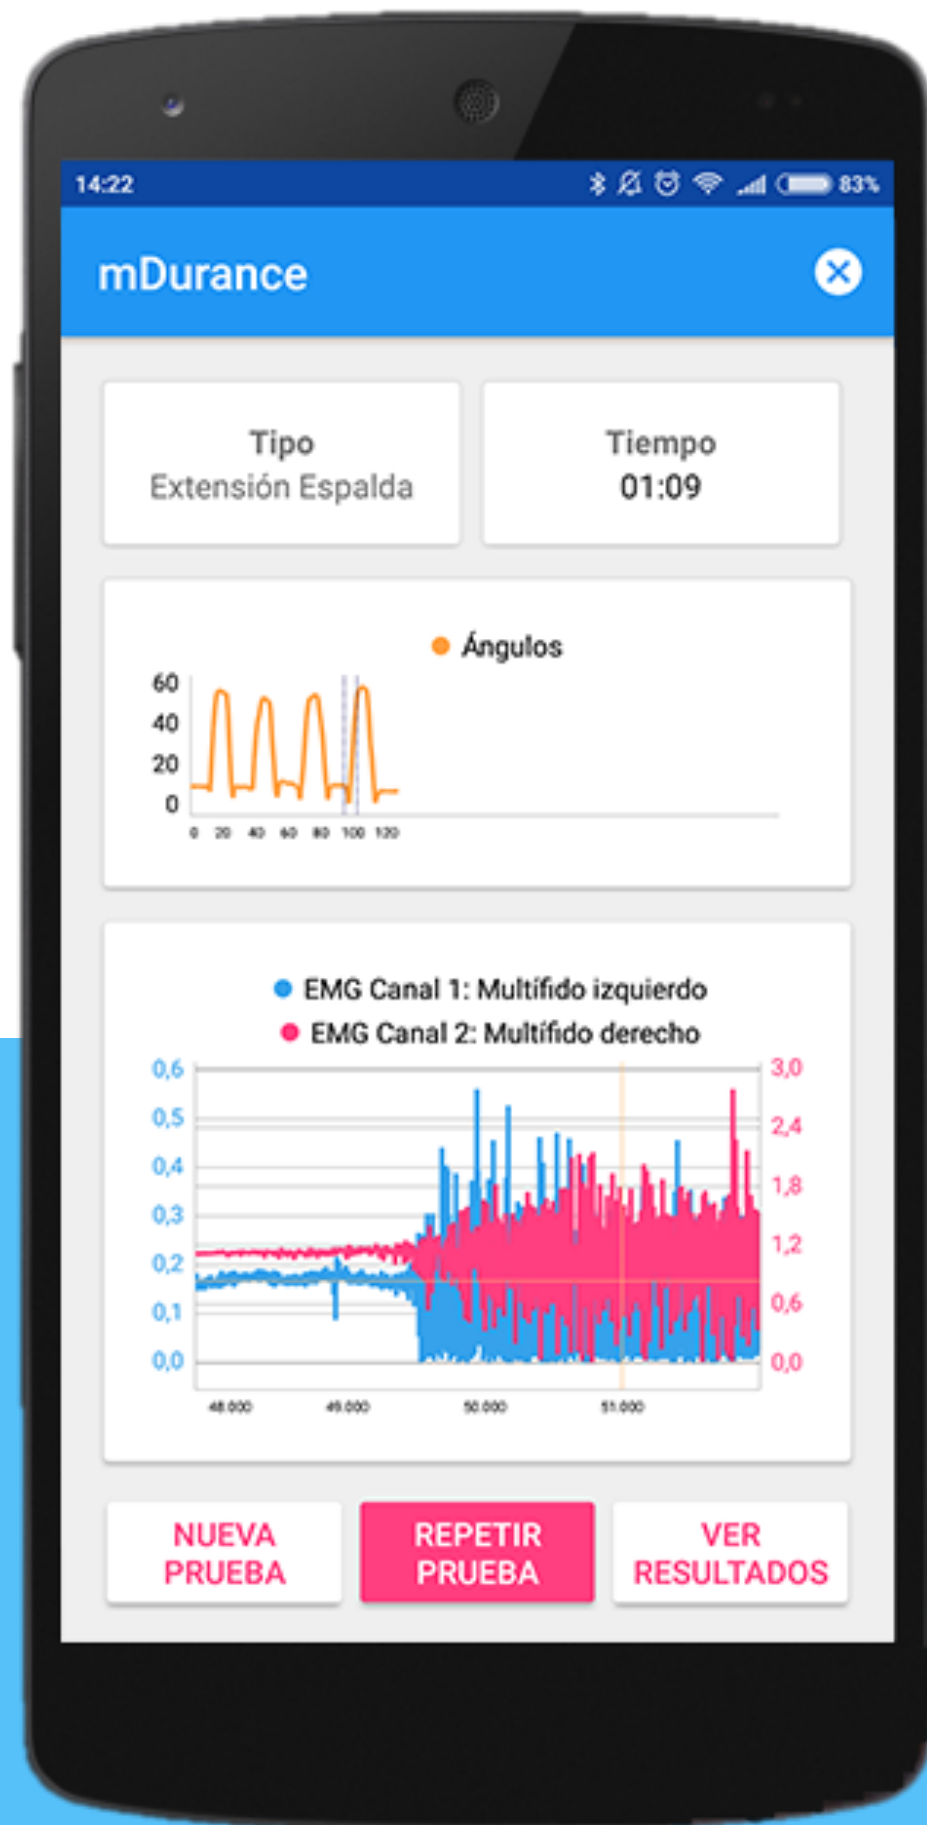 14:22
83%
mDurance
Tipo
Extensión Espalda
Tiempo
01:09
Ángulos
60
40
20
0
0 20 40 60 80 100 120
EMG Canal 1: Multífido izquierdo
EMG Canal 2: Multífido derecho
0,6 3,0
0,5 2,4
0,4 1,8
0,3 1,2
0,2 0,6
0,1
0,0 0,0
48.000 49.000 50.000 51.000
NUEVA
PRUEBA
REPETIR
PRUEBA
VER
RESULTADOS